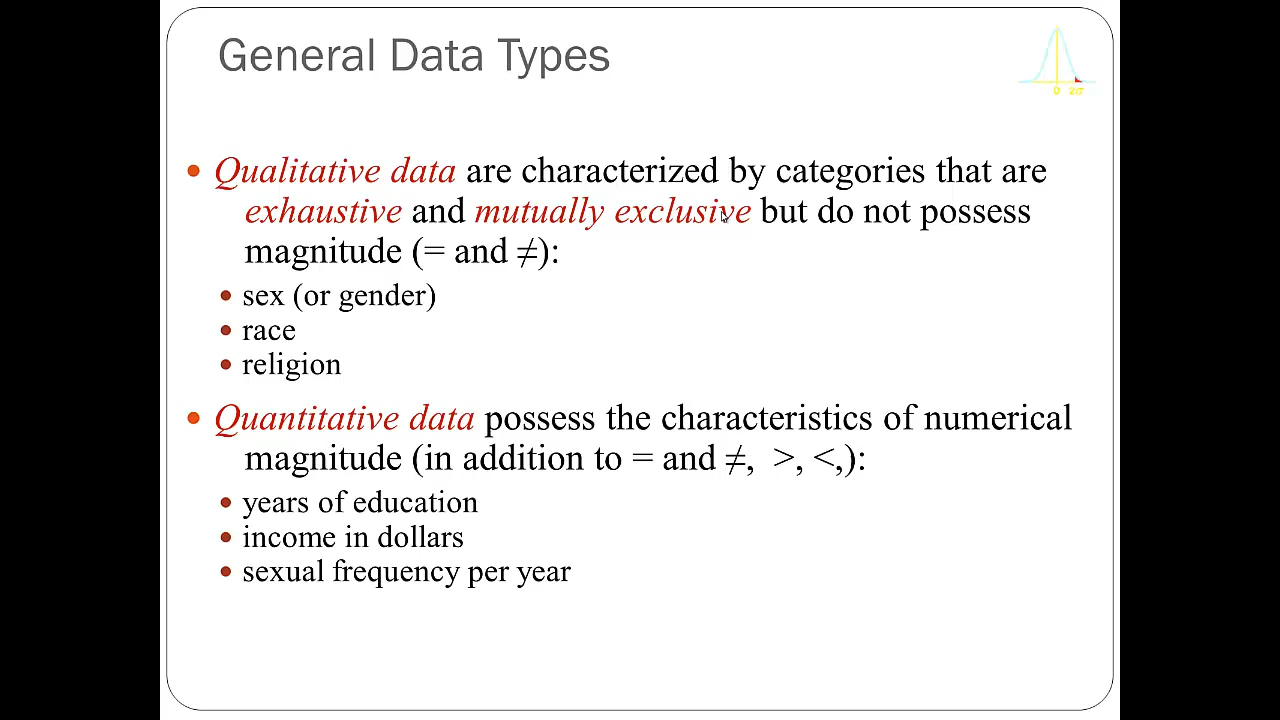 General Data Types
0 2σ
• Qualitative data are characterized by categories that are
exhaustive and mutually exclusive but do not possess
magnitude (= and ≠):
• sex (or gender)
• race
• religion
• Quantitative data possess the characteristics of numerical
magnitude (in addition to = and ≠, >, <,):
• years of education
• income in dollars
• sexual frequency per year